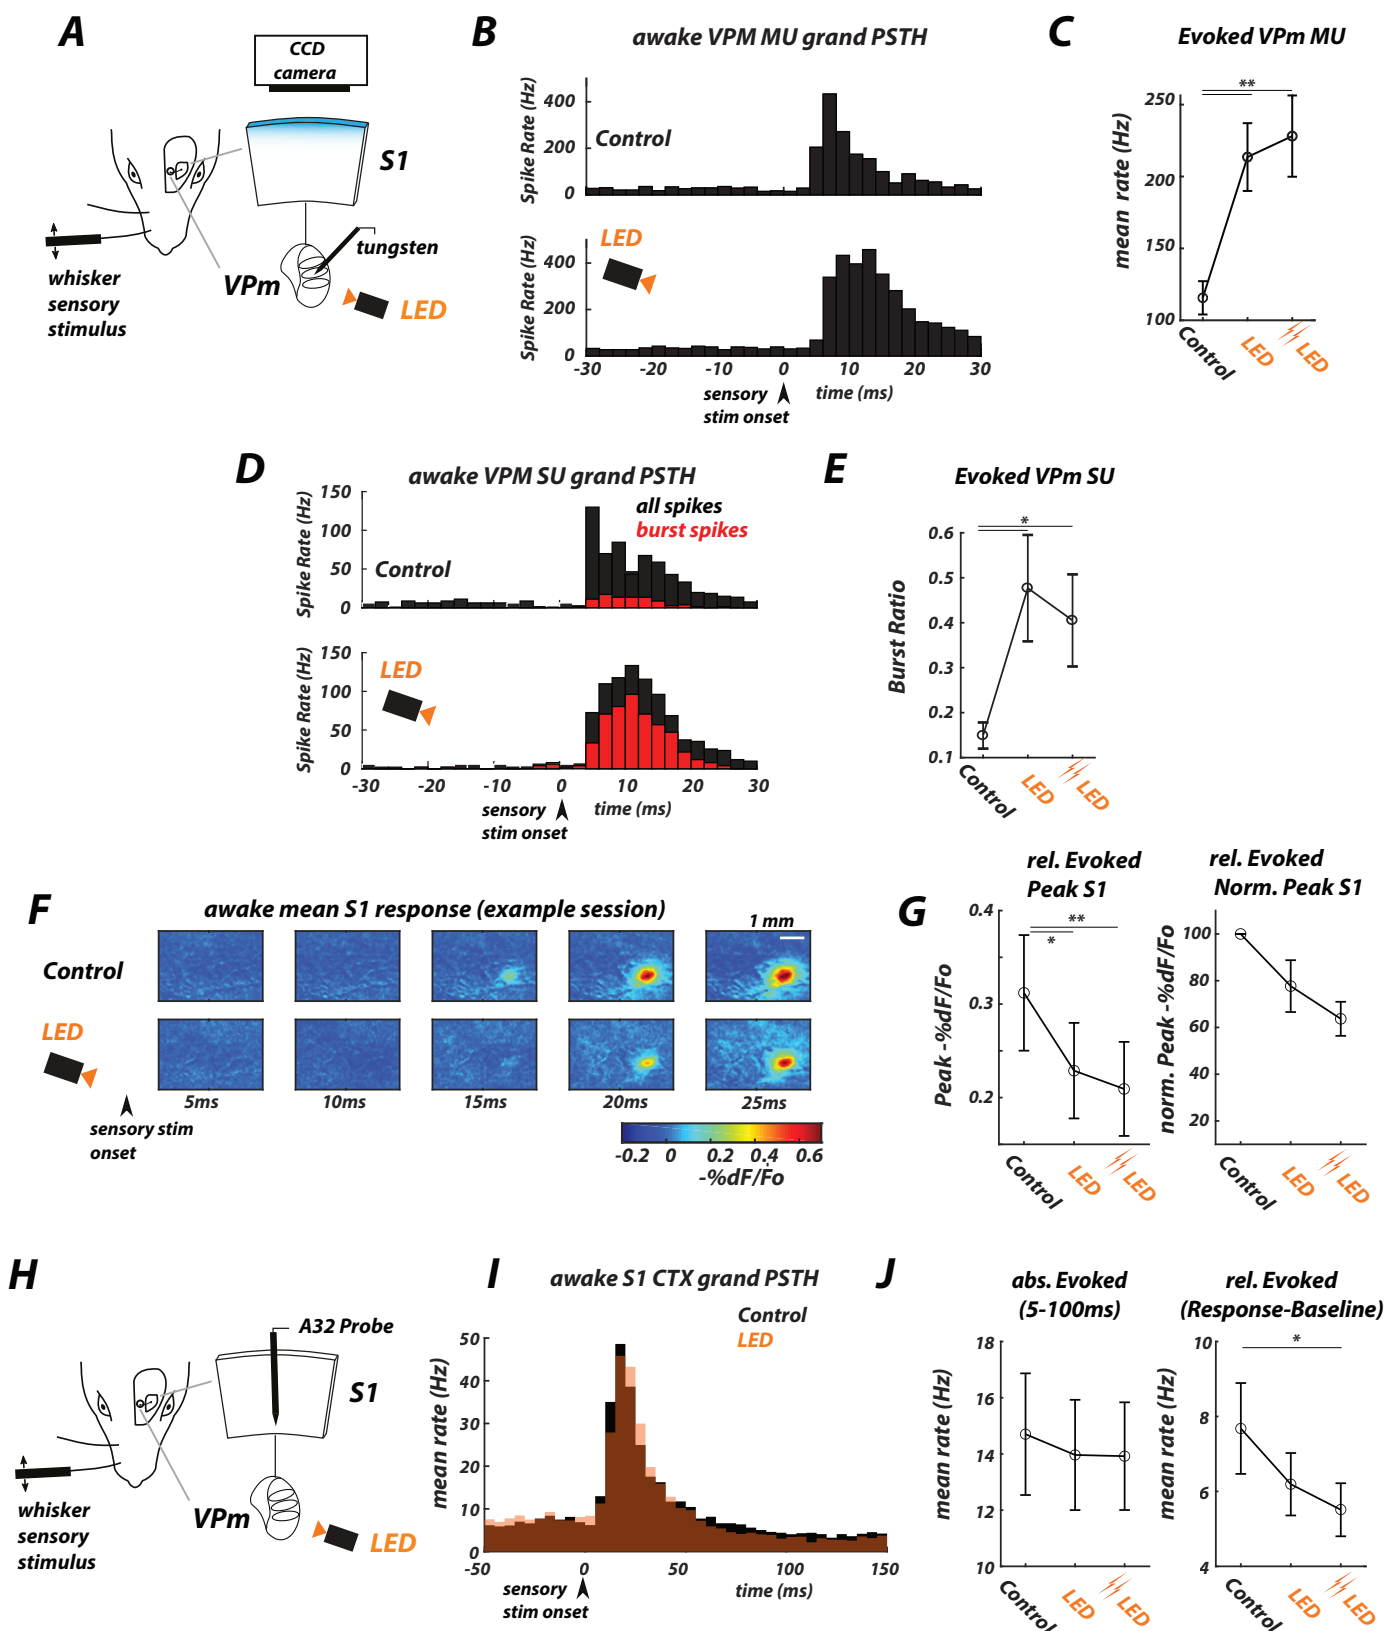 A
CCD
camera
S1
tungsten
VPm
LED
whisker
sensory
stimulus
B
awake VPM MU grand PSTH
Spike Rate (Hz)
400
200
0
Control
Spike Rate (Hz)
400
200
0
LED
-30
-20
-10
0
10
20
30
sensory
stim onset
time (ms)
C
Evoked VPm MU
mean rate (Hz)
250
200
150
100
**
Control
LED
LED
D
awake VPM SU grand PSTH
Spike Rate (Hz)
150
100
50
0
all spikes
burst spikes
Control
Spike Rate (Hz)
150
100
50
0
LED
-30
-20
-10
0
10
20
30
sensory
stim onset
time (ms)
E
Evoked VPm SU
Burst Ratio
0.6
0.5
0.4
0.3
0.2
0.1
*
Control
LED
LED
F
awake mean S1 response (example session)
1 mm
Control
LED
5ms
10ms
15ms
20ms
25ms
sensory stim
onset
-0.2
0
0.2
0.4
0.6
-%dF/Fo
G
rel. Evoked
Peak S1
Peak -%dF/Fo
0.4
0.3
0.2
**
*
Control
LED
LED
rel. Evoked
Norm. Peak S1
norm. Peak -%dF/Fo
100
80
60
40
20
Control
LED
LED
H
A32 Probe
S1
VPm
LED
whisker
sensory
stimulus
I
awake S1 CTX grand PSTH
Control
LED
mean rate (Hz)
50
40
30
20
10
0
-50
0
50
100
150
sensory
stim onset
time (ms)
J
abs. Evoked
(5-100ms)
mean rate (Hz)
18
16
14
12
10
Control
LED
LED
rel. Evoked
(Response-Baseline)
mean rate (Hz)
10
8
6
4
*
Control
LED
LED